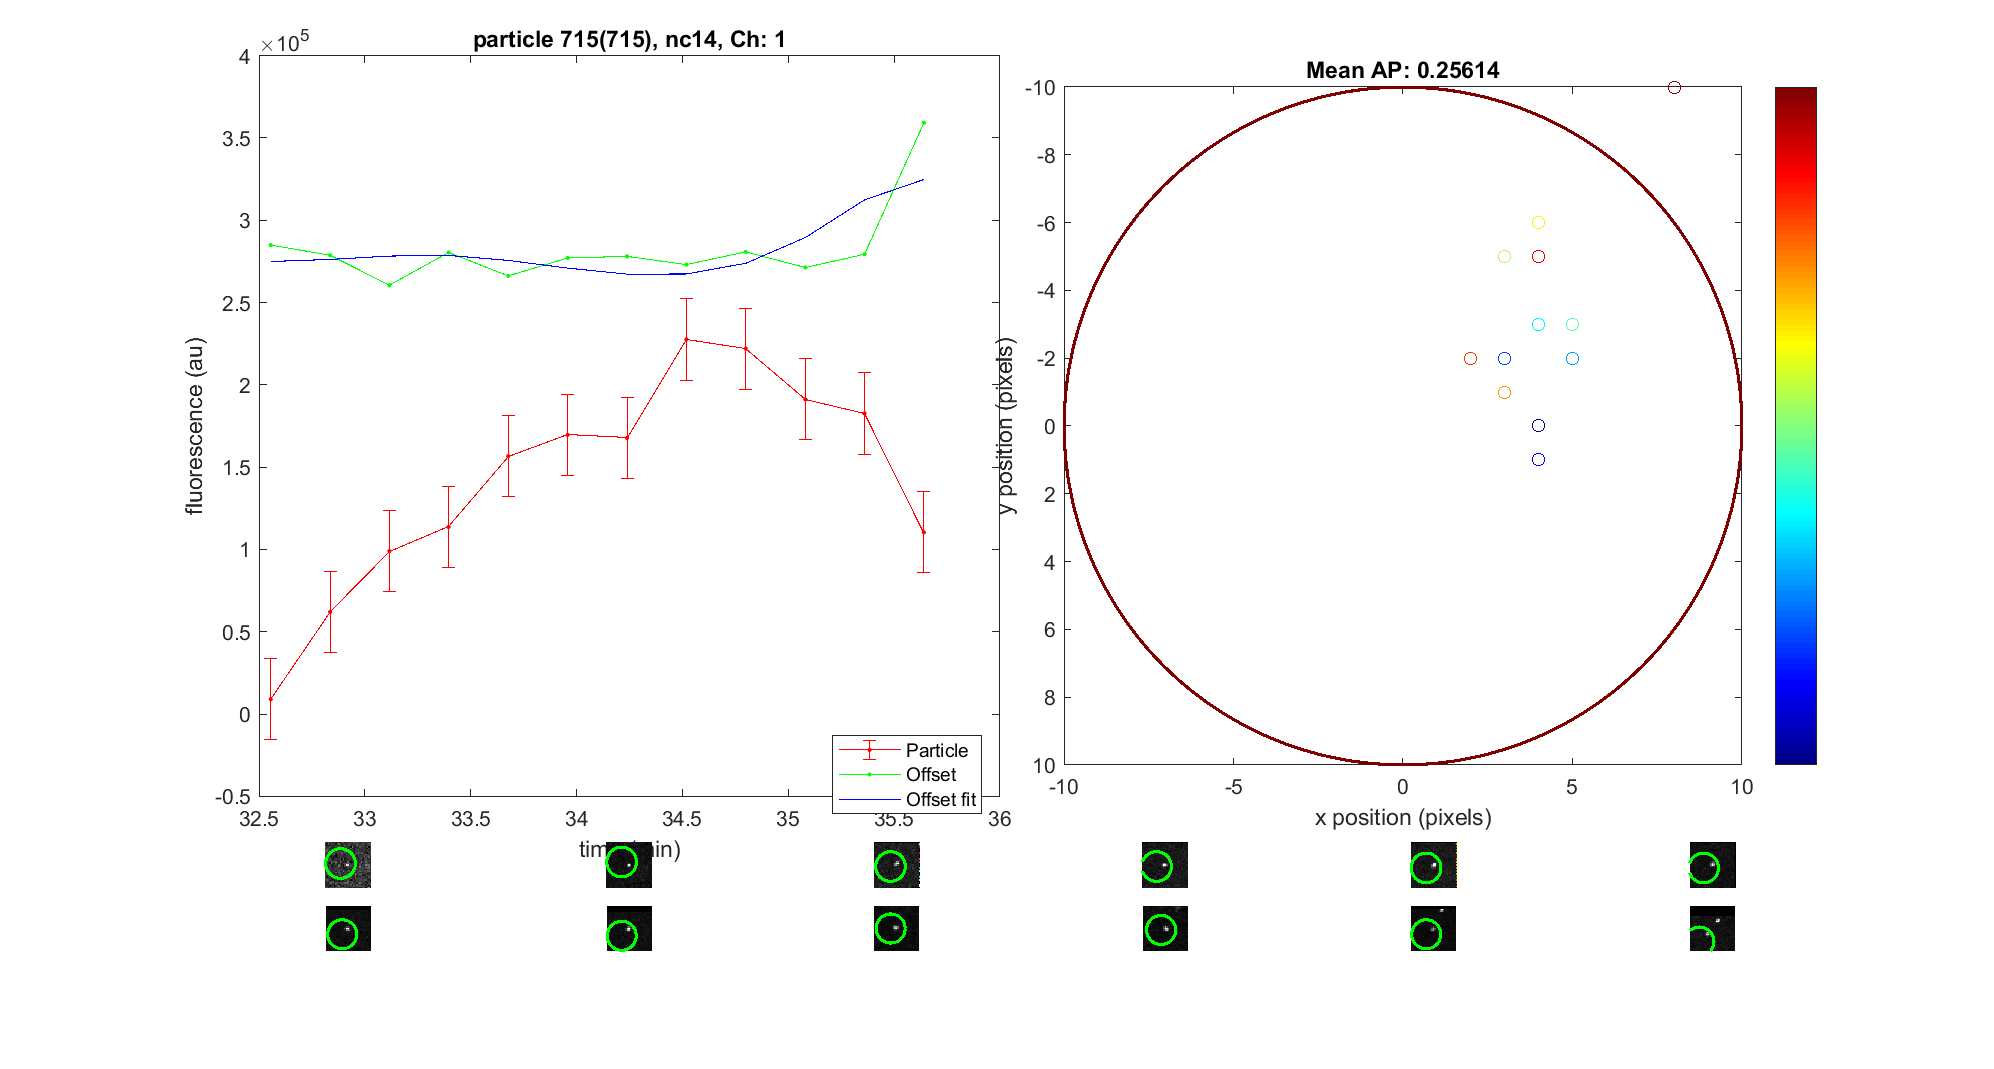 particle 715(715), nc14, Ch: 1
×10^5
4
3.5
3
2.5
2
1.5
1
0.5
0
-0.5
fluorescence (au)
32.5 33 33.5 34 34.5 35 35.5 36
Particle
Offset
Offset fit
Mean AP: 0.25614
-10
-8
-6
-4
-2
0
2
4
6
8
10
y position (pixels)
-10 -5 0 5 10
x position (pixels)